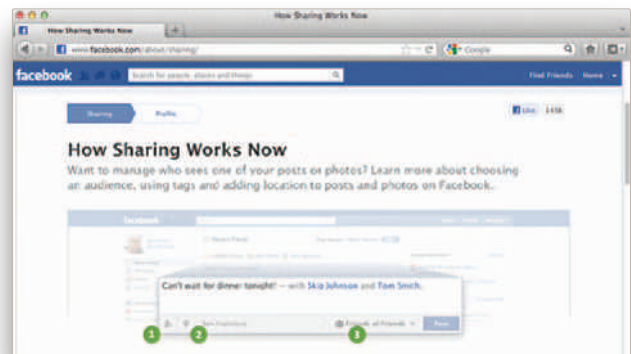 How Sharing Works Now
How Sharing Works Now
www.facebook.com/about/sharing/
Google
facebook
Search for people, places and things
Find Friends Home
Sharing
Profile
Like
How Sharing Works Now
Want to manage who sees one of your posts or photos? Learn more about choosing
an audience, using tags and adding location to posts and photos on Facebook.
facebook
Can't wait for dinner tonight! — with Skip Johnson and Tom Smith.
San Francisco
Friends of Friends
Post
1
2
3